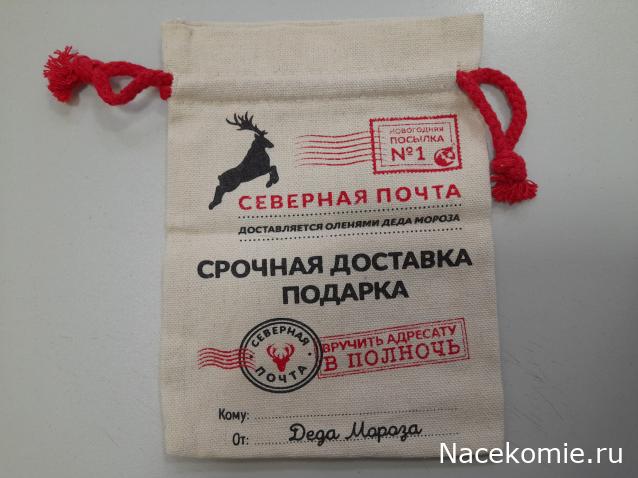 НОВОГОДНЯЯ
ПОСЫЛКА
№1
СЕВЕРНАЯ ПОЧТА
ДОСТАВЛЯЕТСЯ ОЛЕНЯМИ ДЕДА МОРОЗА
СРОЧНАЯ ДОСТАВКА
ПОДАРКА
СЕВЕРНАЯ
ПОЧТА
ВРУЧИТЬ АДРЕСАТУ
В ПОЛНОЧЬ
Кому:
От: Деда Мороза
Nacekomie.ru